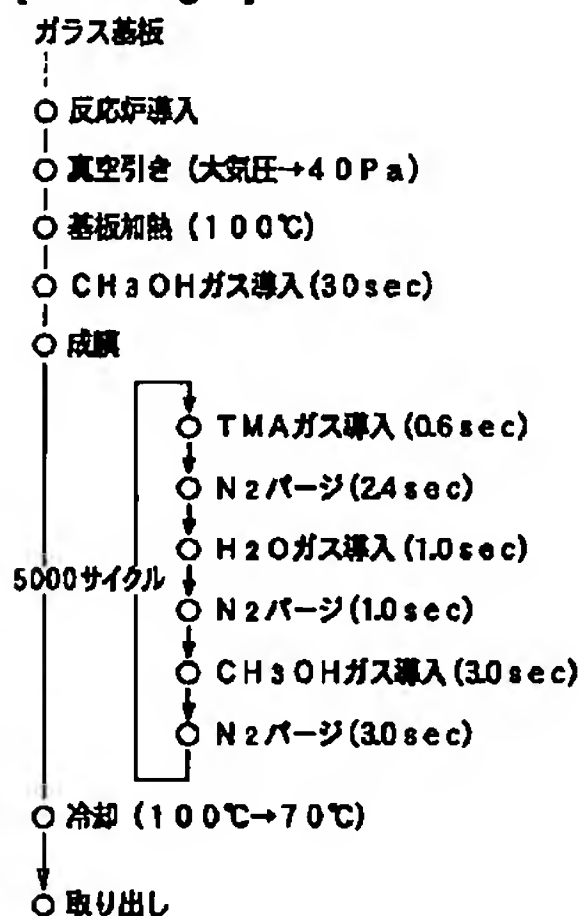 ガラス基板
反応炉導入
真空引き (大気圧→40Pa)
基板加熱 (100℃)
CH3OHガス導入(30sec)
成膜
TMAガス導入(0.6sec)
N2パージ(2.4sec)
H2Oガス導入(1.0sec)
5000サイクル
N2パージ(1.0sec)
CH3OHガス導入(3.0sec)
N2パージ(3.0sec)
冷却 (100℃→70℃)
取り出し